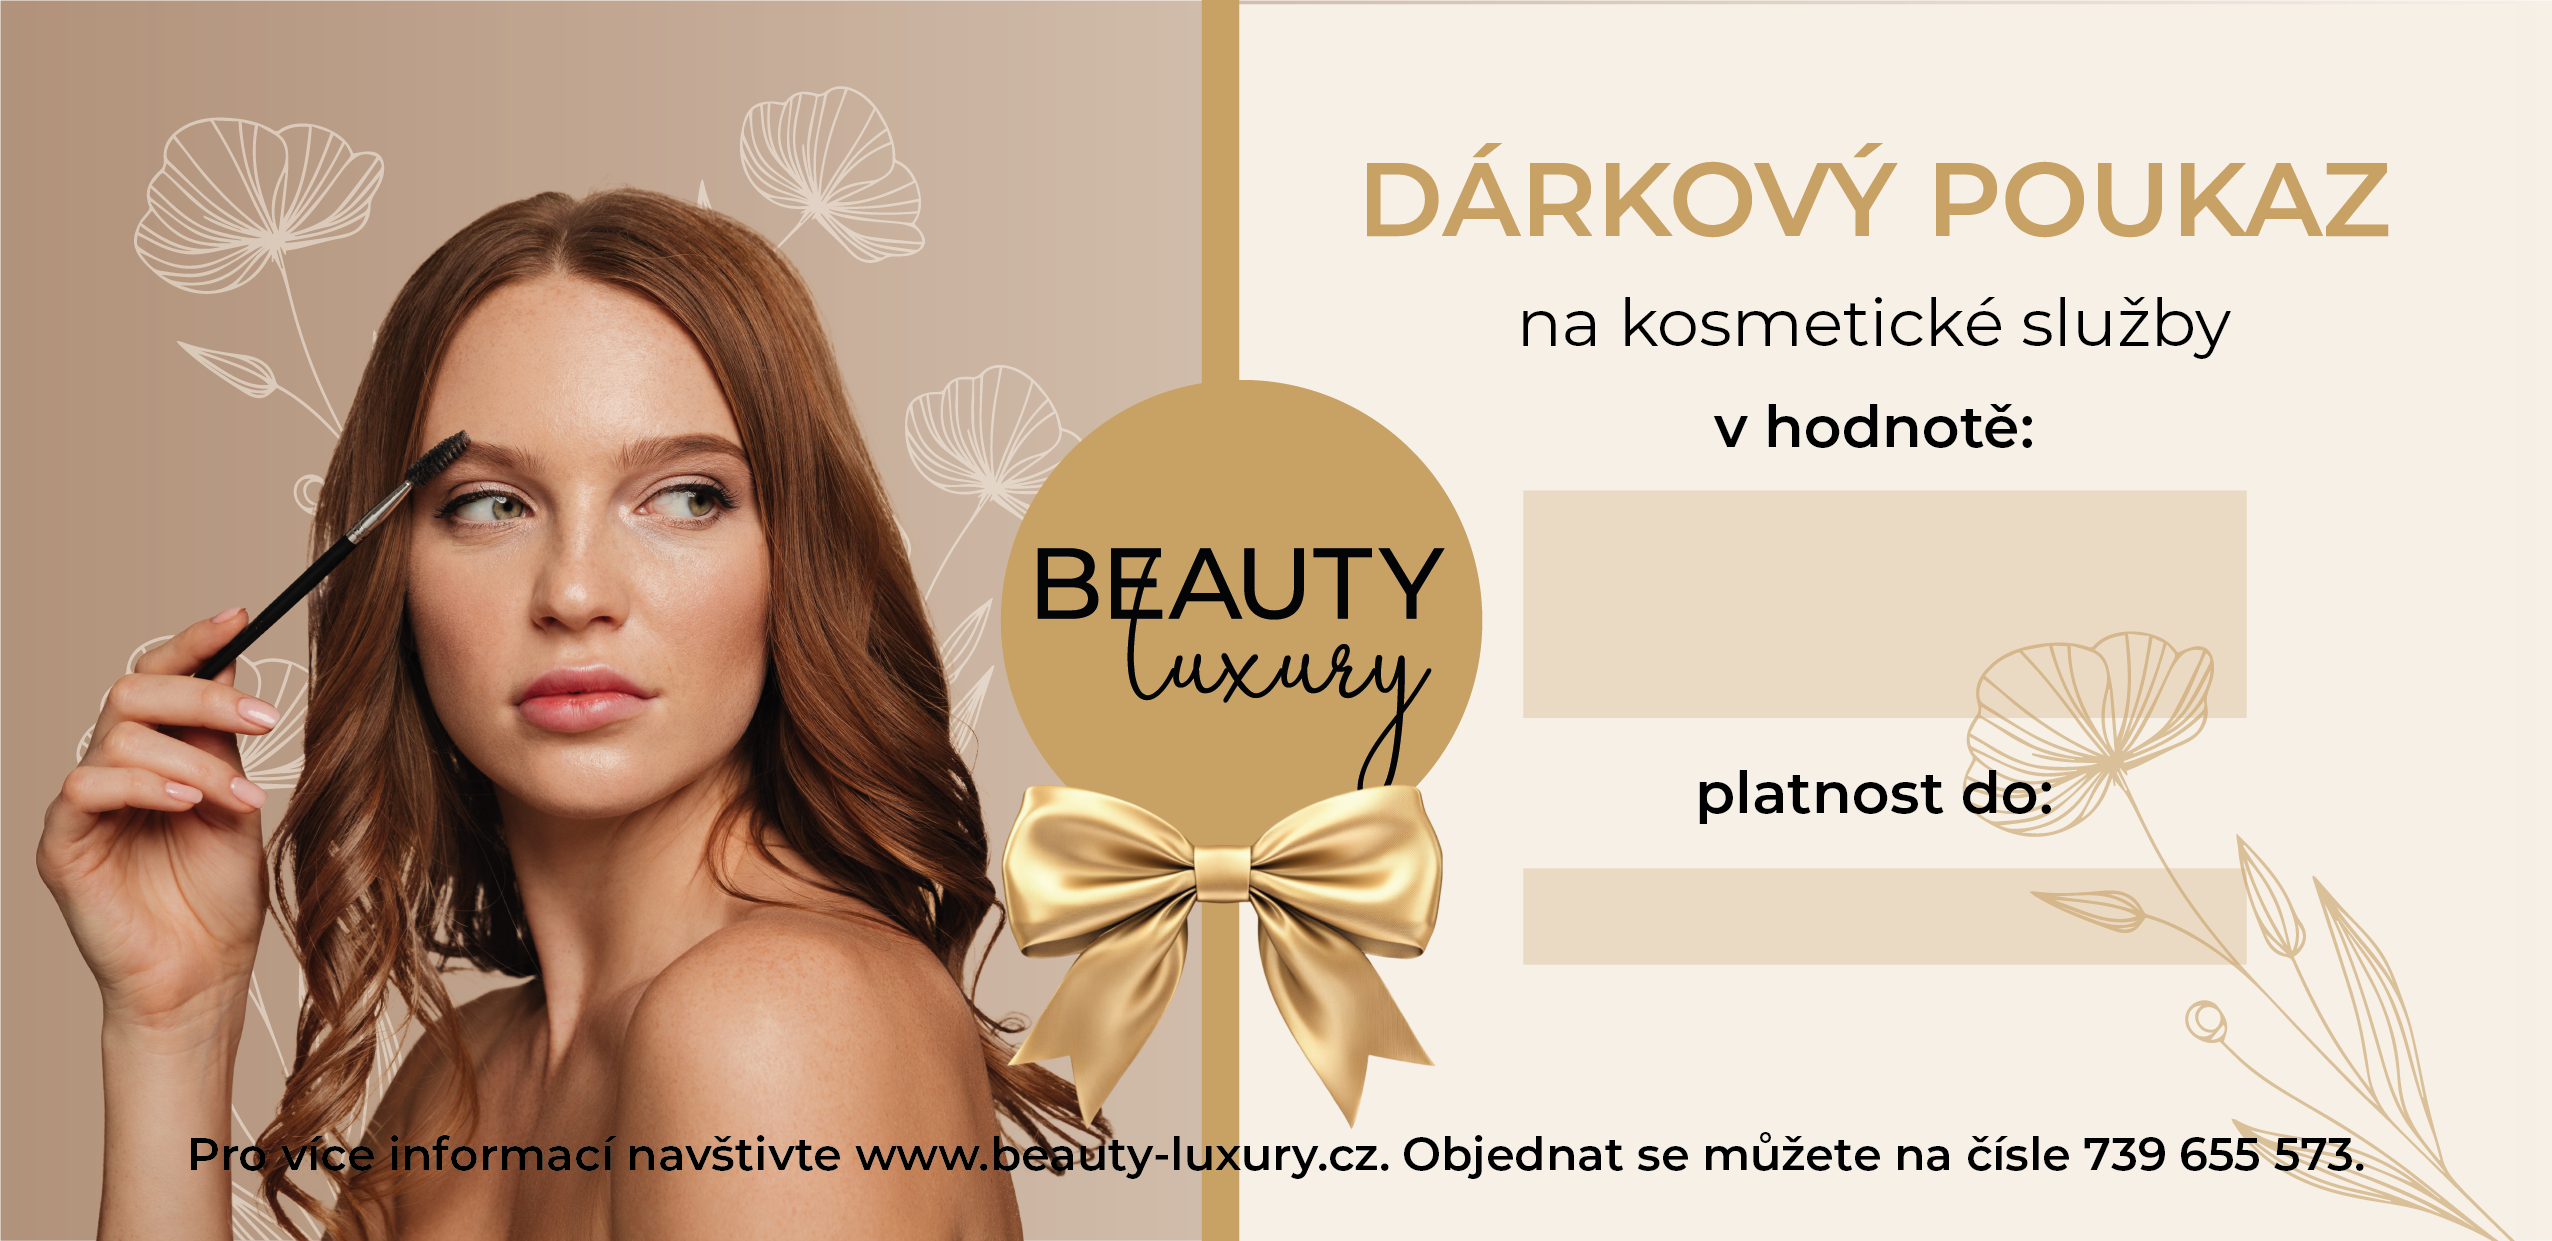 DÁRKOVÝ POUKAZ
na kosmetické služby
v hodnotě:
BEAUTY
luxury
platnost do:
Pro více informací navštivte www.beauty-luxury.cz. Objednat se můžete na čísle 739 655 573.